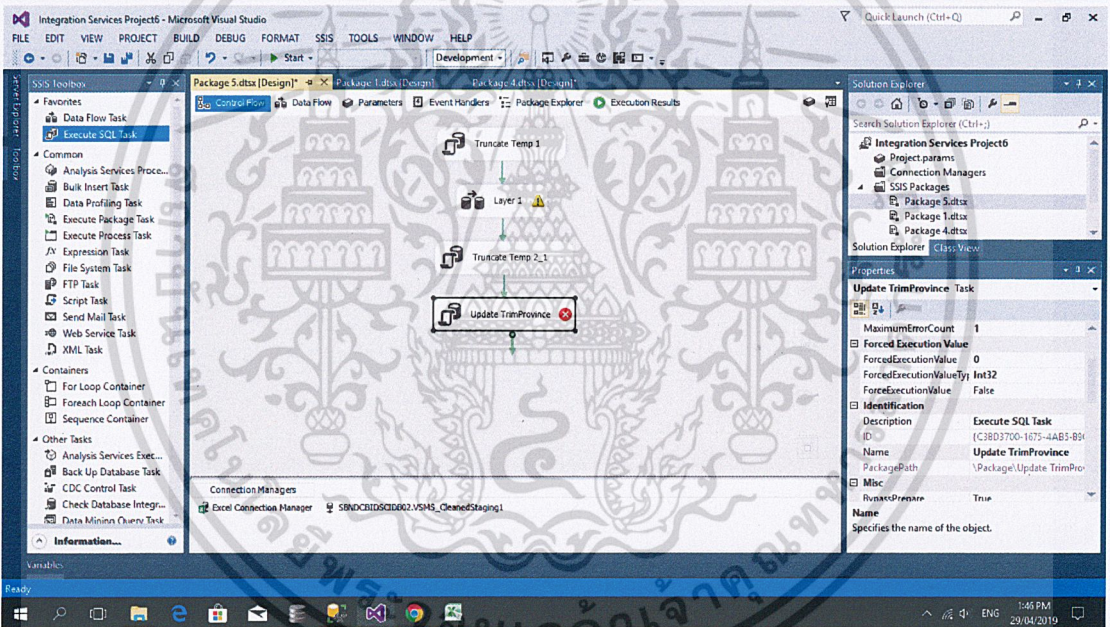 Integration Services Project6 - Microsoft Visual Studio
Quick Launch (Ctrl+Q)
FILE EDIT VIEW PROJECT BUILD DEBUG FORMAT SSIS TOOLS WINDOW HELP
Start
Development
Server Explorer
Toolbox
SSIS Toolbox
Favorites
Data Flow Task
Execute SQL Task
Common
Analysis Services Proce...
Bulk Insert Task
Data Profiling Task
Execute Package Task
Execute Process Task
Expression Task
File System Task
FTP Task
Script Task
Send Mail Task
Web Service Task
XML Task
Containers
For Loop Container
Foreach Loop Container
Sequence Container
Other Tasks
Analysis Services Exec...
Back Up Database Task
CDC Control Task
Check Database Integr...
Data Mining Query Task
Information...
Package 5.dtsx [Design]* Package 1.dtsx [Design] Package 4.dtsx [Design]*
Control Flow Data Flow Parameters Event Handlers Package Explorer Execution Results
Truncate Temp 1
Layer 1
Truncate Temp 2_1
Update TrimProvince
Connection Managers
Excel Connection Manager SBNDCBIDSCIDB02.VSMS_CleanedStaging1
Solution Explorer
Search Solution Explorer (Ctrl+;)
Integration Services Project6
Project.params
Connection Managers
SSIS Packages
Package 5.dtsx
Package 1.dtsx
Package 4.dtsx
Solution Explorer Class View
Properties
Update TrimProvince Task
MaximumErrorCount 1
Forced Execution Value
ForcedExecutionValue 0
ForcedExecutionValueTyp Int32
ForceExecutionValue False
Identification
Description Execute SQL Task
ID
Name Update TrimProvince
PackagePath \Package\Update TrimPro
Misc
BypassPrepare True
Name
Specifies the name of the object.
Variables
Ready
ENG
1:46 PM
29/04/2019